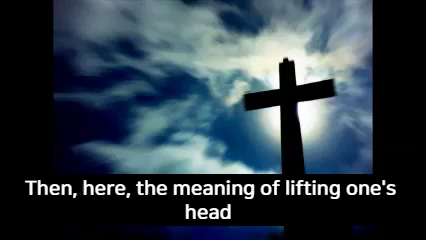 Then, here, the meaning of lifting one's
head